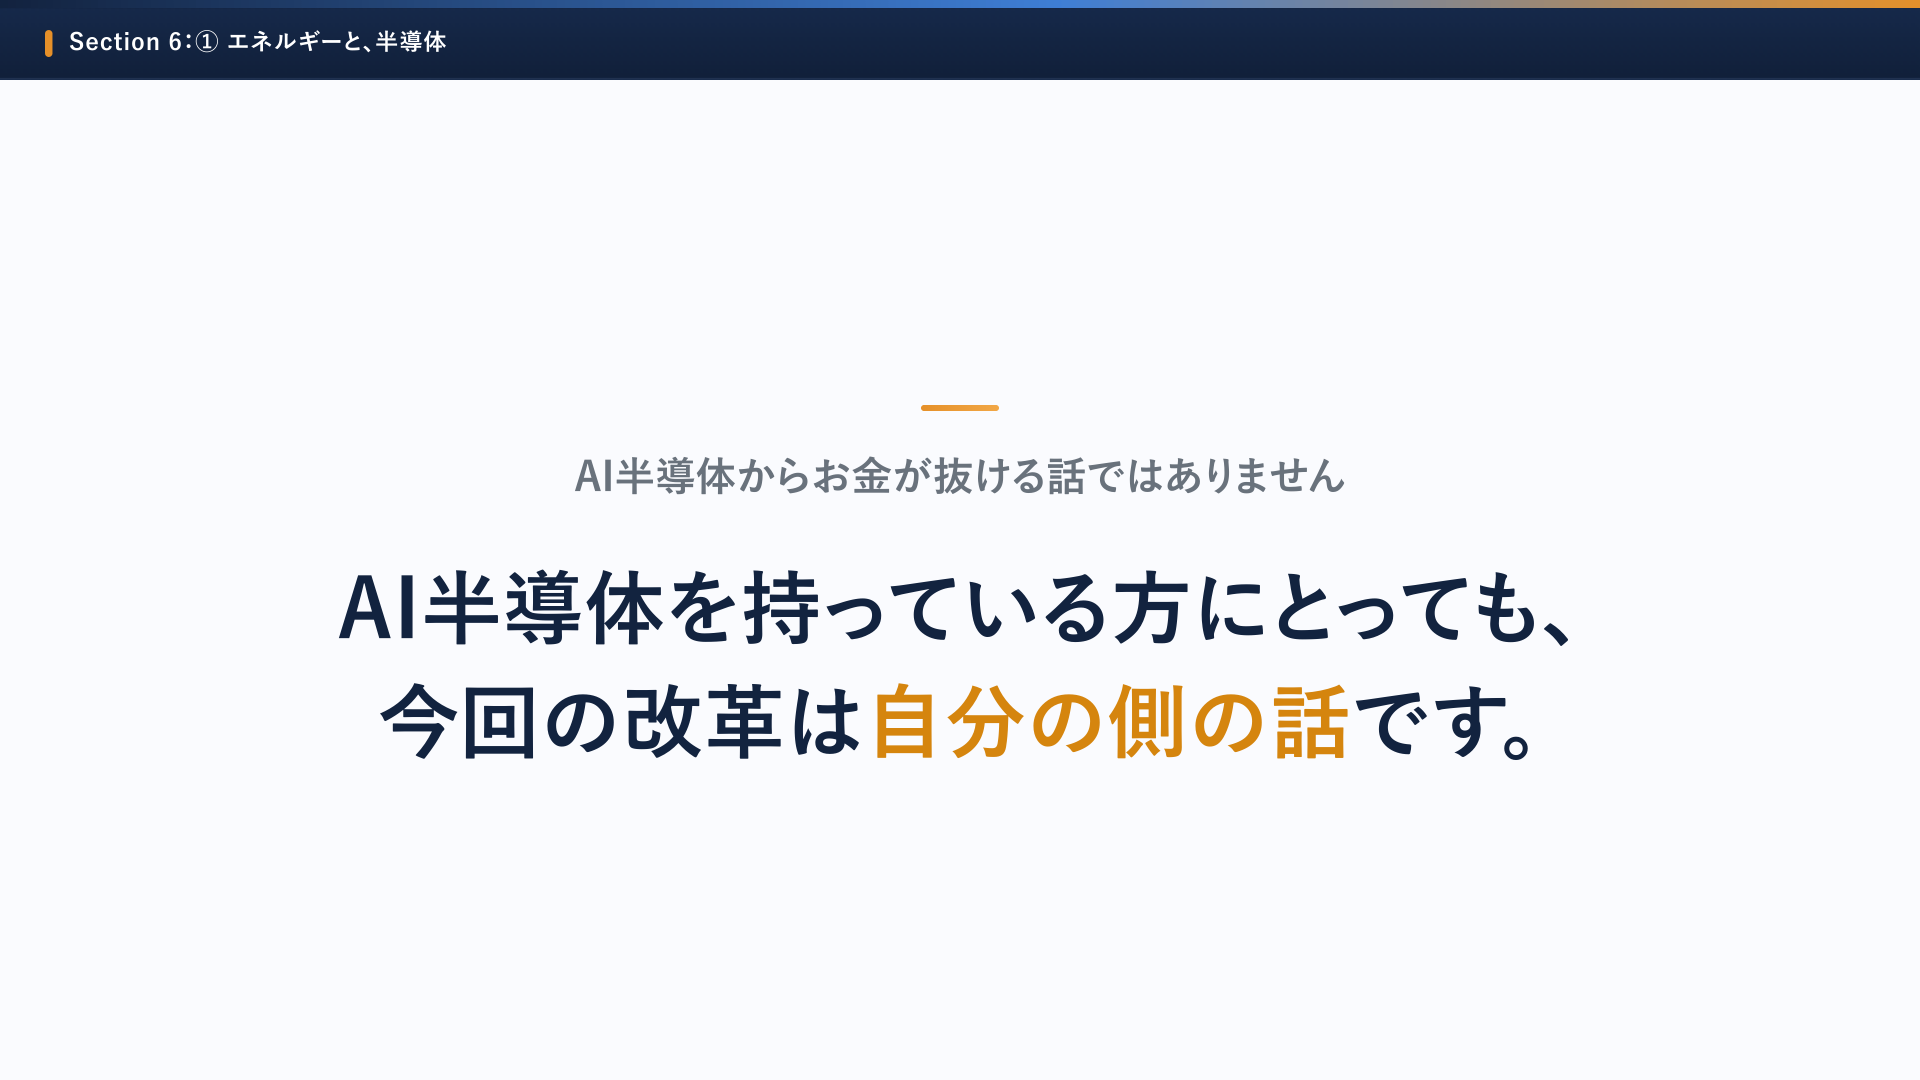 Section 6：① エネルギーと、半導体
AI半導体からお金が抜ける話ではありません
AI半導体を持っている方にとっても、
今回の改革は自分の側の話です。